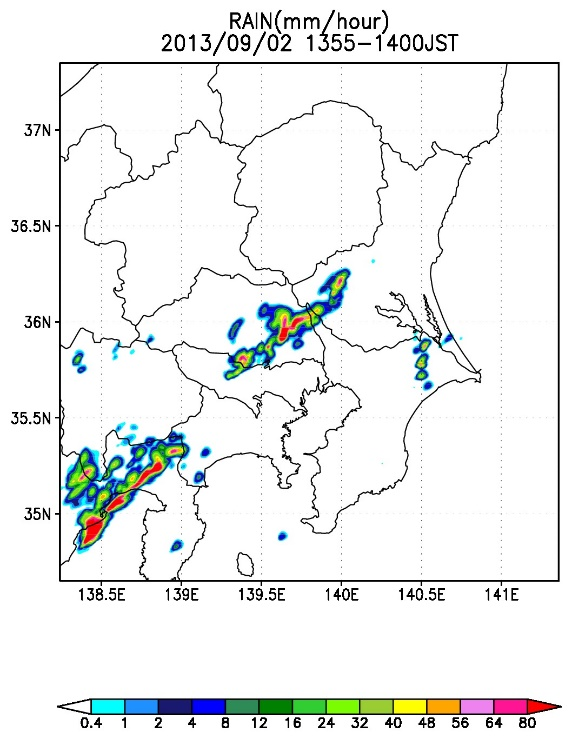 RAIN(mm/hour)
2013/09/02 1355-1400JST
37N
36.5N
36N
35.5N
35N
138.5E 139E 139.5E 140E 140.5E 141E
0.4 1 2 4 8 12 16 24 32 40 48 56 64 80